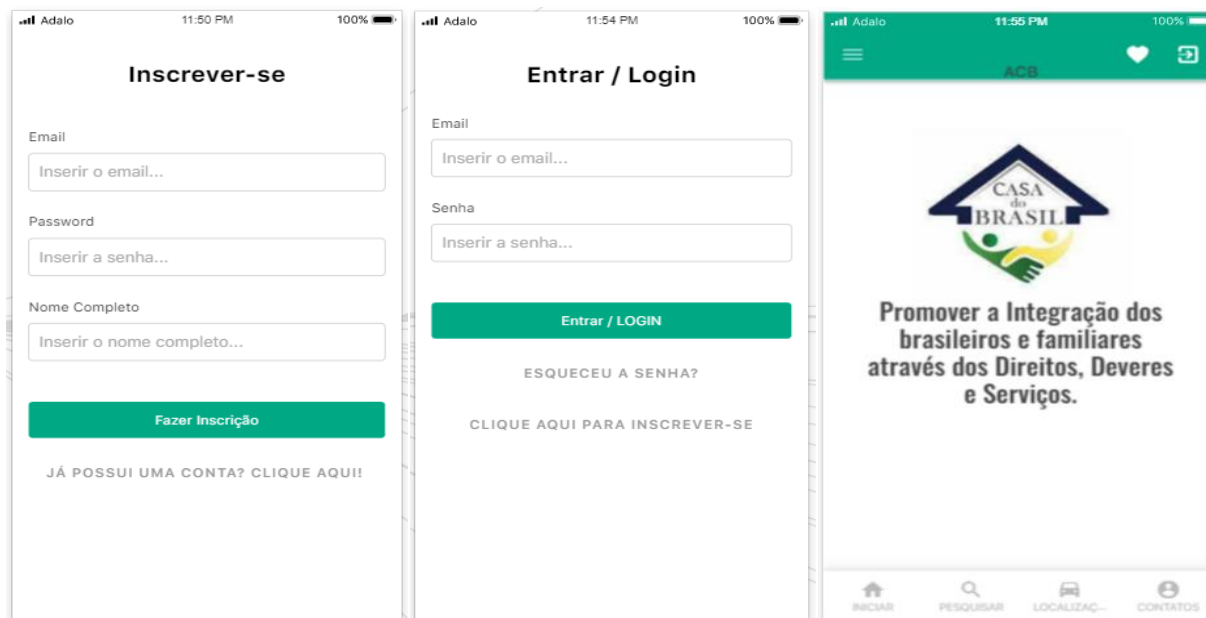 Adalo 11:50 PM 100%
Inscrever-se
Email
Inserir o email...
Password
Inserir a senha...
Nome Completo
Inserir o nome completo...
Fazer Inscrição
JÁ POSSUI UMA CONTA? CLIQUE AQUI!
Adalo 11:54 PM 100%
Entrar / Login
Email
Inserir o email...
Senha
Inserir a senha...
Entrar / LOGIN
ESQUECEU A SENHA?
CLIQUE AQUI PARA INSCREVER-SE
Adalo 11:55 PM 100%
ACB
CASA
do
BRASIL
Promover a Integração dos
brasileiros e familiares
através dos Direitos, Deveres
e Serviços.
INICIAR PESQUISAR LOCALIZAÇ... CONTATOS